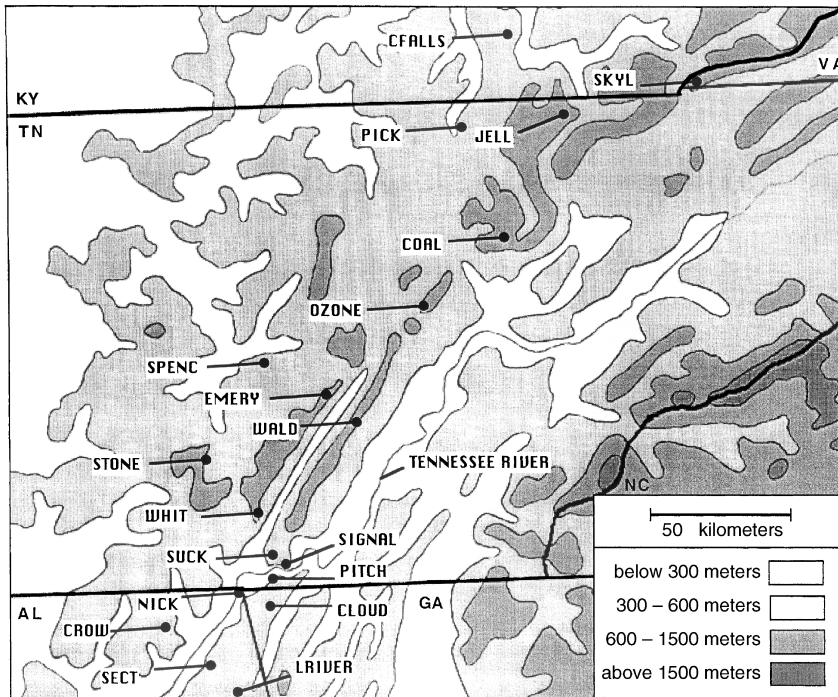 CFALLS
VA
SKYL
KY
TN
PICK
JELL
COAL
OZONE
SPENC
EMERY
WALD
STONE
TENNESSEE RIVER
NC
WHIT
50 kilometers
SIGNAL
SUCK
PITCH
below 300 meters
NICK
CLOUD
GA
AL
300 – 600 meters
CROW
600 – 1500 meters
SECT
LRIVER
above 1500 meters